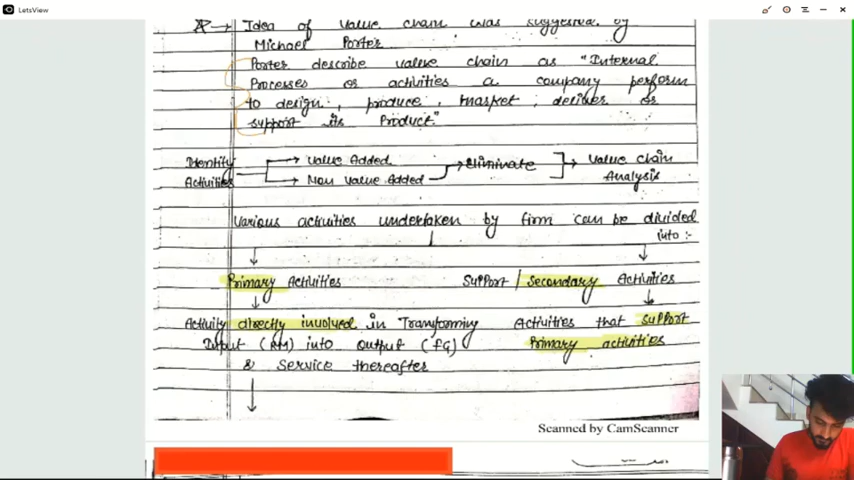 LetsView
Idea of value chain was suggested by
Michael Porter
Porter describe value chain as "Internal
Processes or activities a company perform
to design, produce, market, deliver or
support its Product."
Identity
Activities
Value Added
Non Value Added
Eliminate
Value chain
Analysis
Various activities undertaken by firm can be divided
into :-
Primary Activities
Support / Secondary Activities
Activity directly involved in Transforming
Input (RM) into output (FG)
& Service thereafter
Activities that support
Primary activities
Scanned by CamScanner